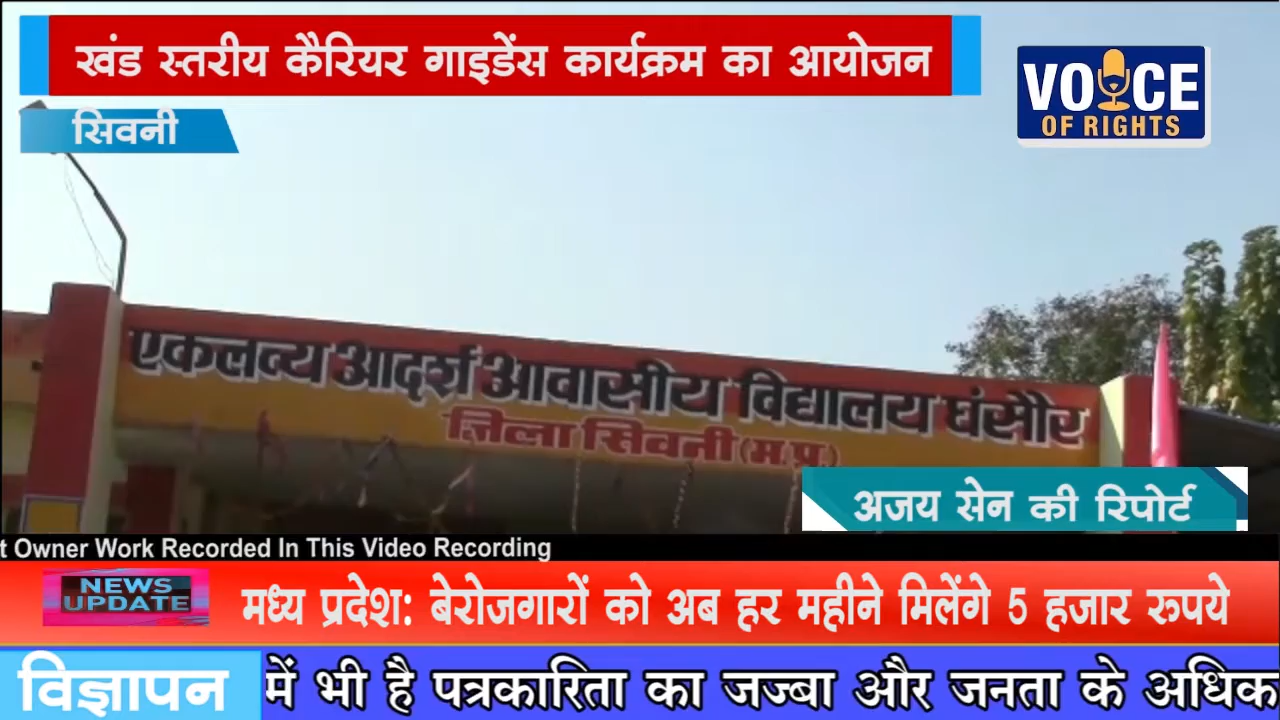 खंड स्तरीय कैरियर गाइडेंस कार्यक्रम का आयोजन
सिवनी
VOICE
OF RIGHTS
एकलव्य आदर्श आवासीय विद्यालय घंसौर
जिला सिवनी (म.प्र.)
अजय सेन की रिपोर्ट
t Owner Work Recorded In This Video Recording
NEWS
UPDATE
मध्य प्रदेश: बेरोजगारों को अब हर महीने मिलेंगे 5 हजार रूपये
विज्ञापन
में भी है पत्रकारिता का जज्बा और जनता के अधिक